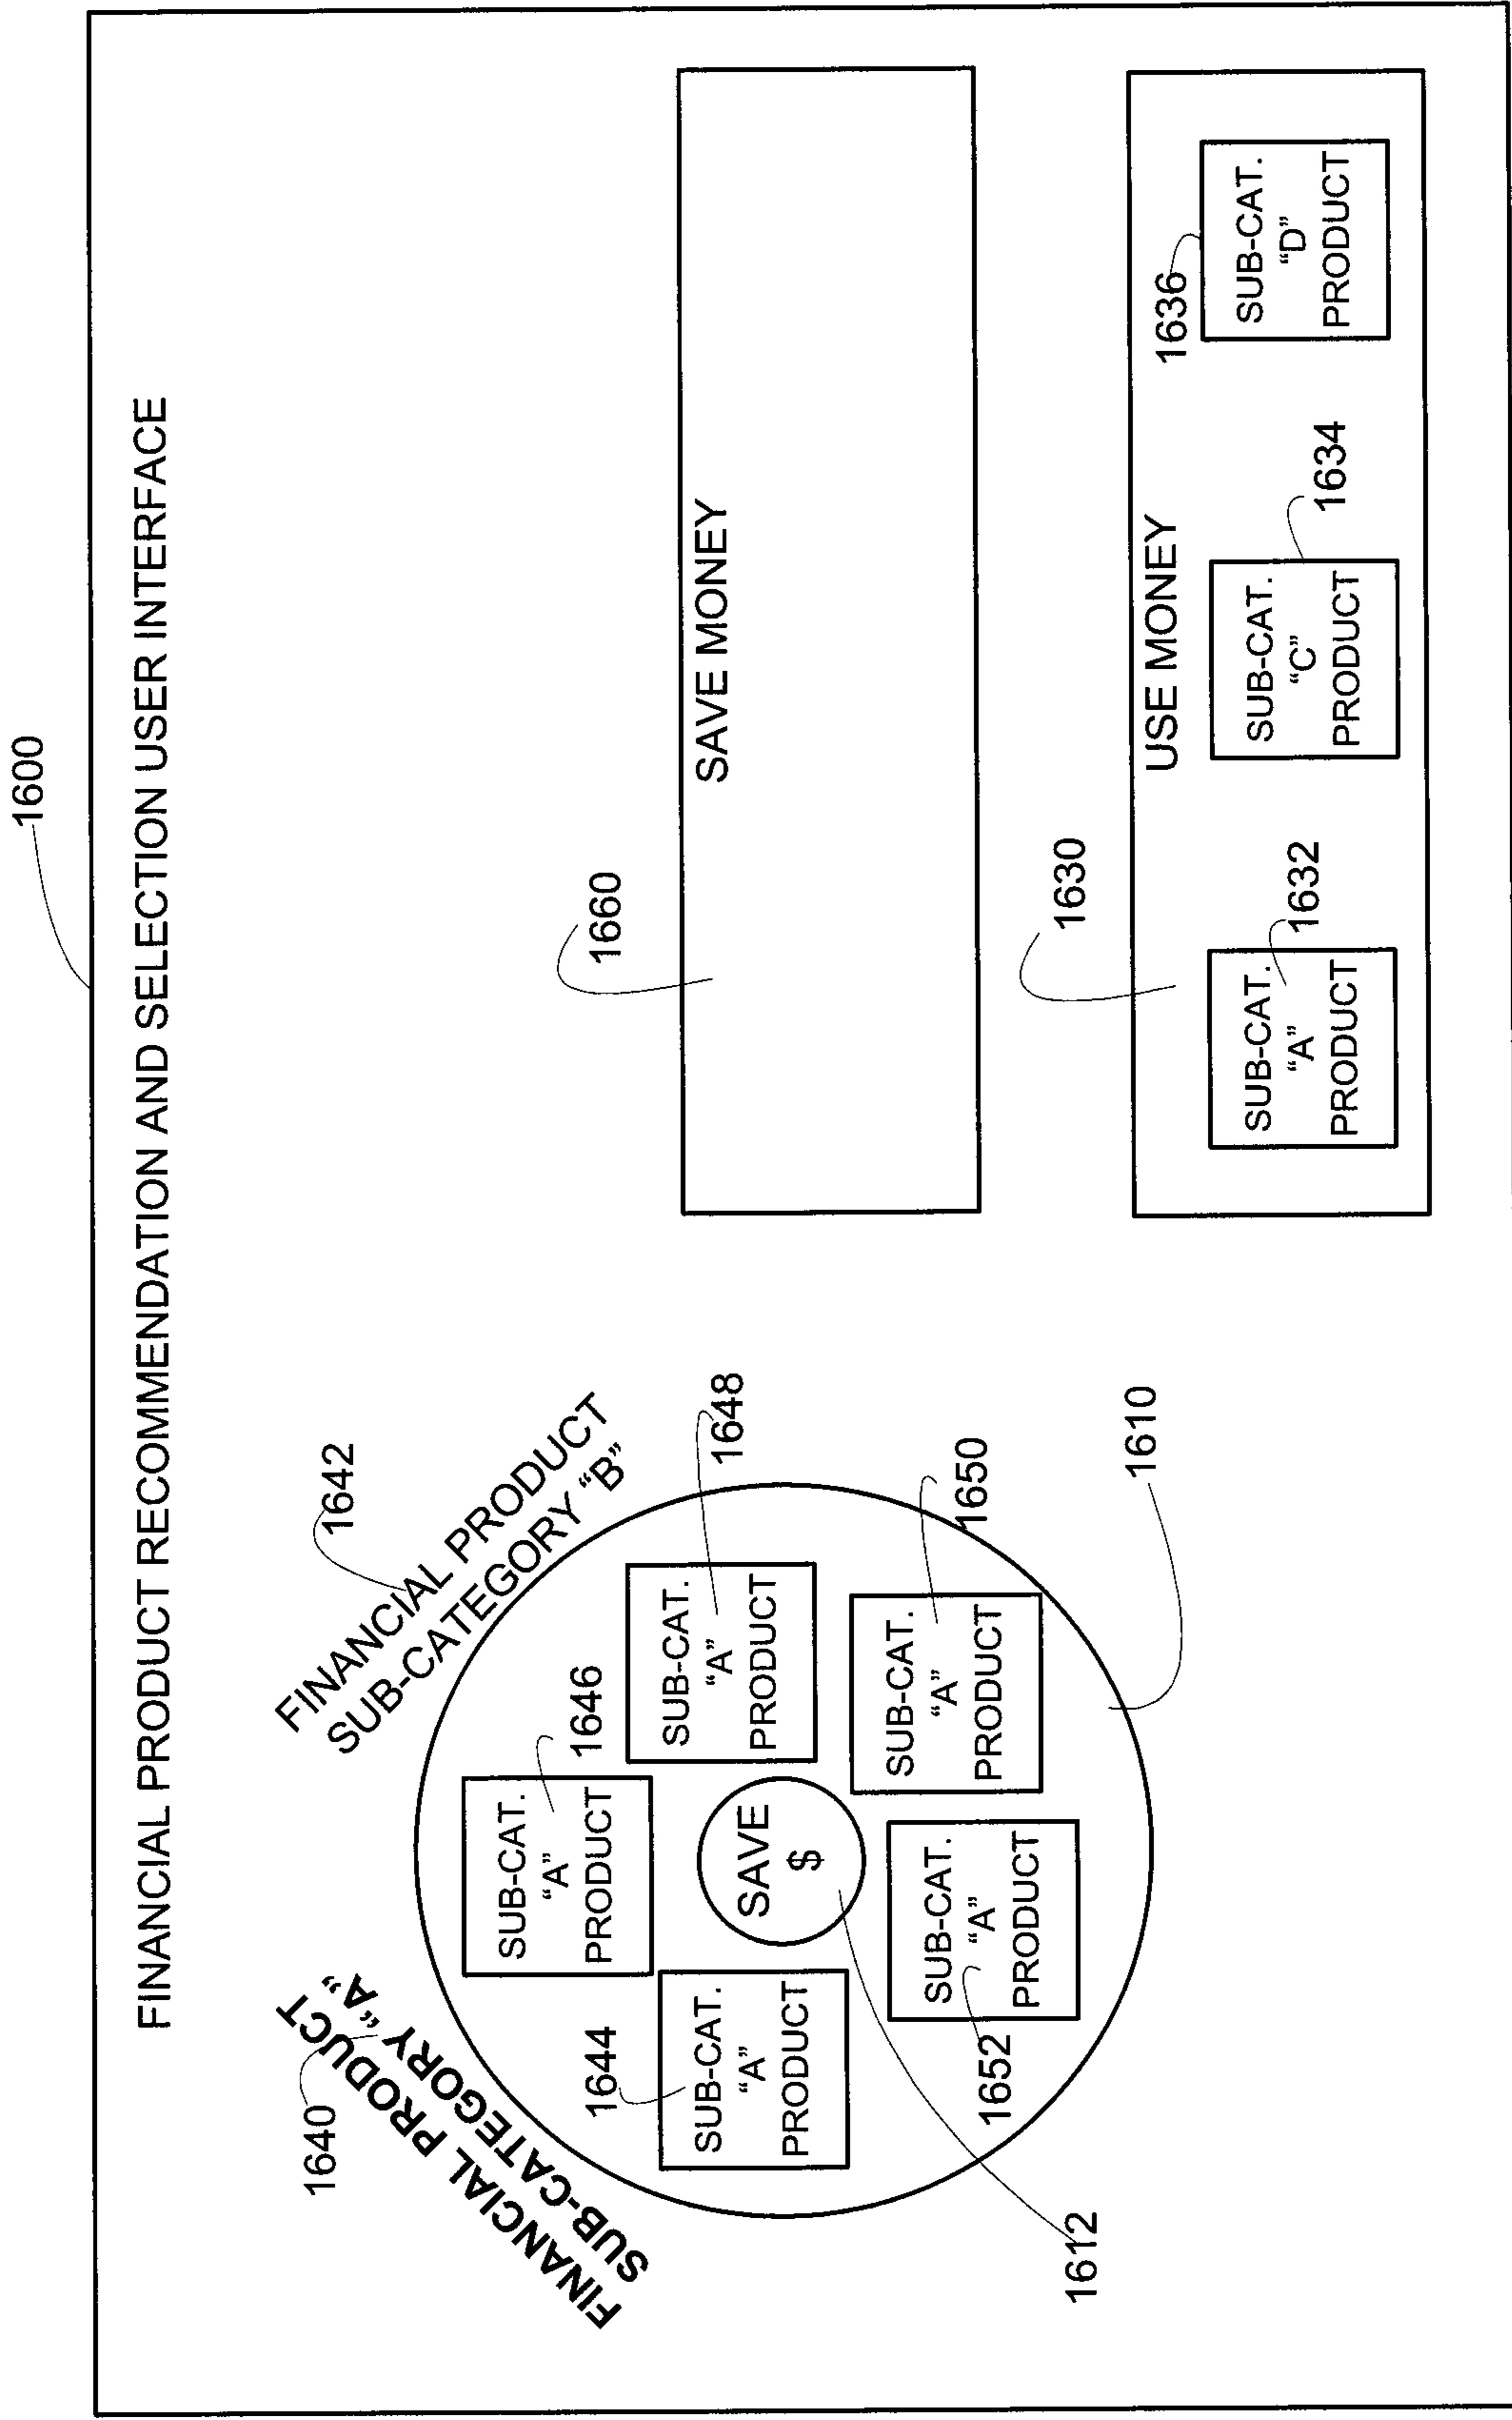 1600
FINANCIAL PRODUCT RECOMMENDATION AND SELECTION USER INTERFACE
1640
FINANCIAL PRODUCT
SUB-CATEGORY “A”
1642
FINANCIAL PRODUCT
SUB-CATEGORY “B”
1646
SUB-CAT.
“A”
PRODUCT
1644
SUB-CAT.
“A”
PRODUCT
SAVE
$
SUB-CAT.
“A”
PRODUCT
1648
1652
SUB-CAT.
“A”
PRODUCT
SUB-CAT.
“A”
PRODUCT
1650
1612
1610
1660
SAVE MONEY
1630
USE MONEY
SUB-CAT.
“A”
PRODUCT
1632
SUB-CAT.
“C”
PRODUCT
1634
1636
SUB-CAT.
“D”
PRODUCT